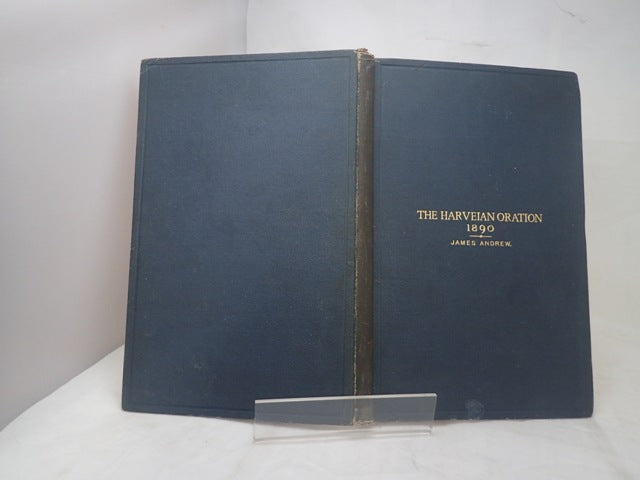 THE HARVEIAN ORATION
1890
JAMES ANDREW.